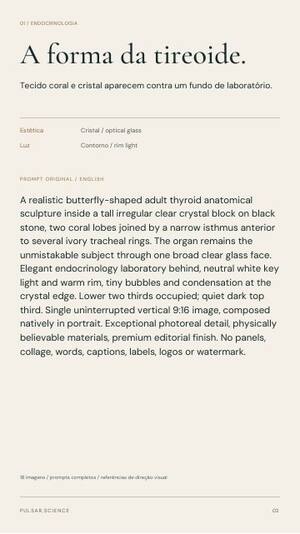 01 / ENDOCRINOLOGIA
A forma da tireoide.
Tecido coral e cristal aparecem contra um fundo de laboratório.
Estética Cristal / optical glass
Luz Contorno / rim light
PROMPT ORIGINAL / ENGLISH
A realistic butterfly-shaped adult thyroid anatomical
sculpture inside a tall irregular clear crystal block on black
stone, two coral lobes joined by a narrow isthmus anterior
to several ivory tracheal rings. The organ remains the
unmistakable subject through one broad clear glass face.
Elegant endocrinology laboratory behind, neutral white key
light and warm rim, tiny bubbles and condensation at the
crystal edge. Lower two thirds occupied; quiet dark top
third. Single uninterrupted vertical 9:16 image, composed
natively in portrait. Exceptional photoreal detail, physically
believable materials, premium editorial finish. No panels,
collage, words, captions, labels, logos or watermark.
18 imagens / prompts completos / referências de direção visual
PULSAR.SCIENCE 02